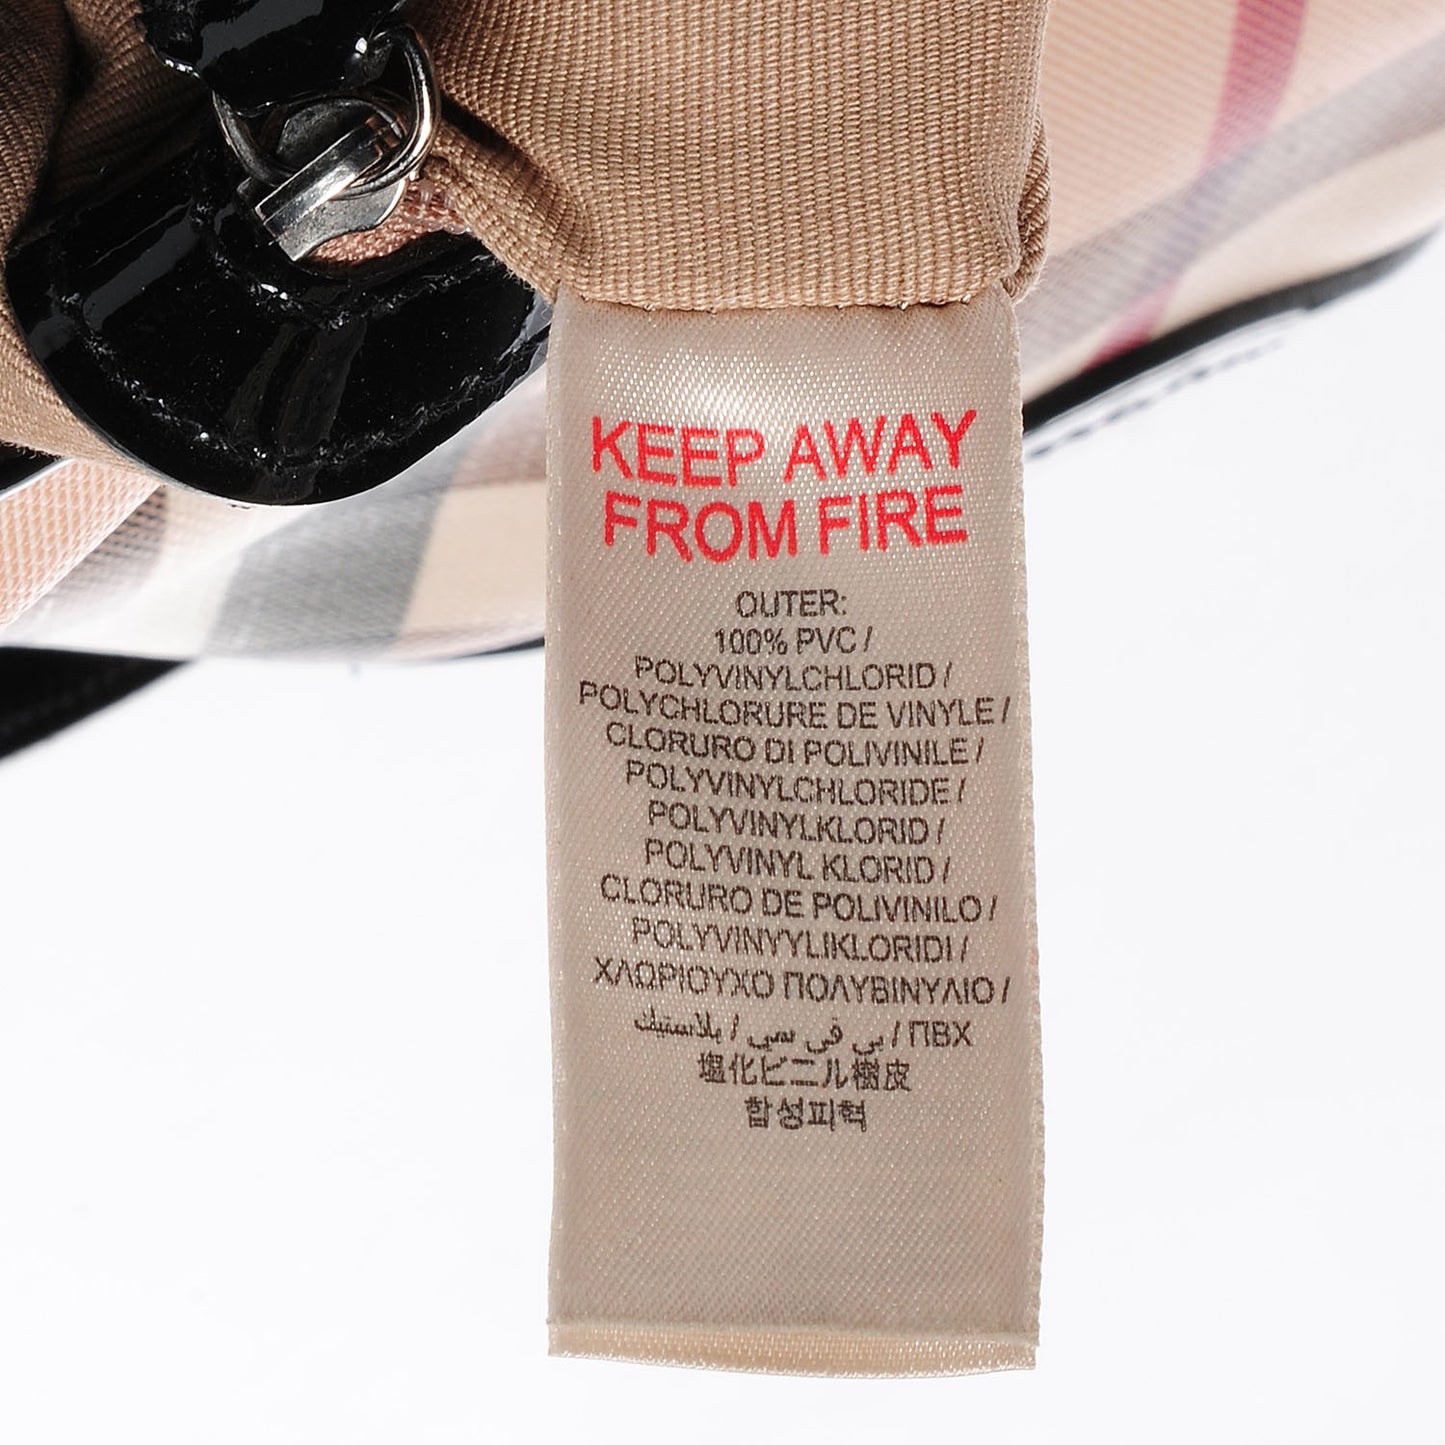 KEEP AWAY
FROM FIRE
OUTER:
100% PVC /
POLYVINYLCHLORID /
POLYCHLORURE DE VINYLE /
CLORURO DI POLIVINILE /
POLYVINYLCHLORIDE /
POLYVINYLKLORID /
POLYVINYL KLORID /
CLORURO DE POLIVINILO /
POLYVINYYLIKLORIDI /
ΧΛΩΡΙΟΥΧΟ ΠΟΛΥΒΙΝΥΛΙΟ /
بي في سي / بلاستيك / ПВХ
塩化ビニル樹皮
합성피혁